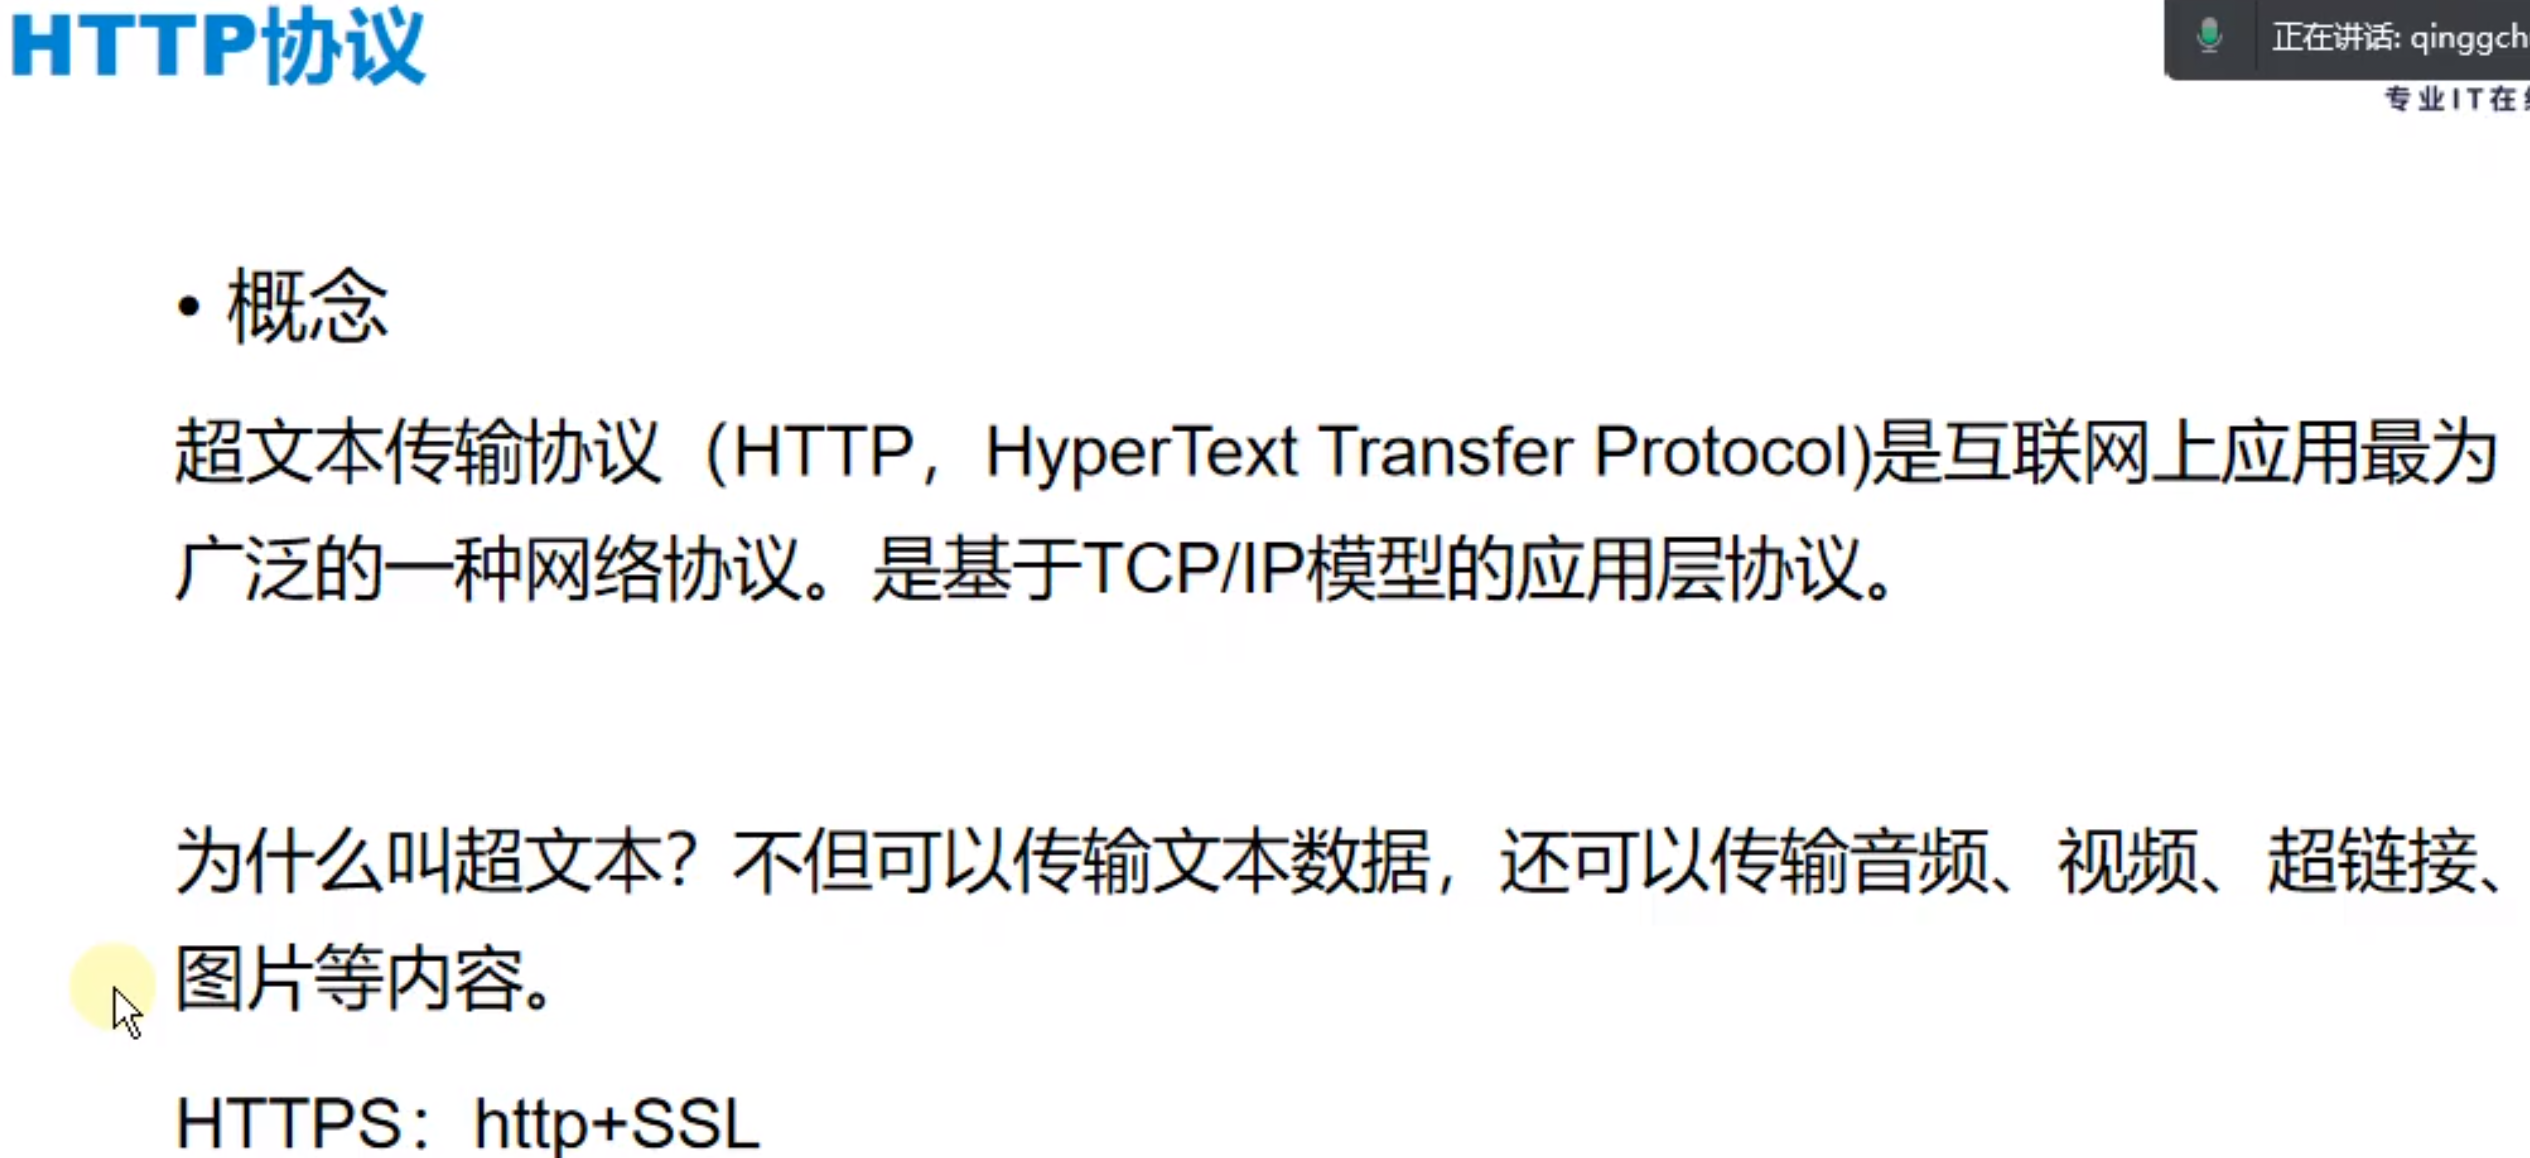 HTTP协议
正在讲话: qinggch
专业IT在
• 概念
超文本传输协议（HTTP，HyperText Transfer Protocol)是互联网上应用最为
广泛的一种网络协议。是基于TCP/IP模型的应用层协议。
为什么叫超文本？不但可以传输文本数据，还可以传输音频、视频、超链接、
图片等内容。
HTTPS：http+SSL